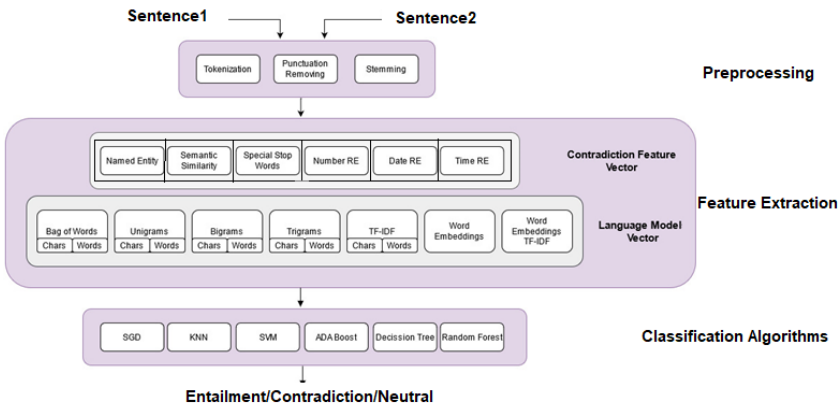 Sentence1
Sentence2
Tokenization
Punctuation
Removing
Stemming
Preprocessing
Named Entity
Semantic
Similarity
Special Stop
Words
Number RE
Date RE
Time RE
Contradiction Feature
Vector
Feature Extraction
Bag of Words
Chars Words
Unigrams
Chars Words
Bigrams
Chars Words
Trigrams
Chars Words
TF-IDF
Chars Words
Word
Embeddings
Word
Embeddings
TF-IDF
Language Model
Vector
SGD
KNN
SVM
ADA Boost
Decission Tree
Random Forest
Classification Algorithms
Entailment/Contradiction/Neutral